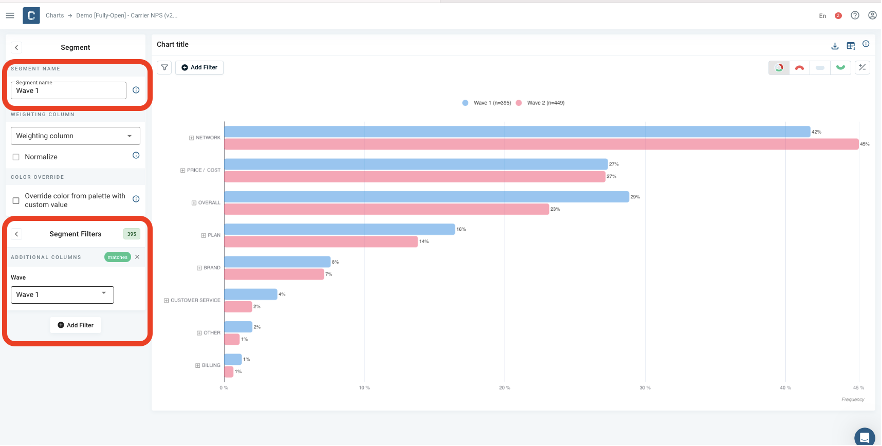 Charts → Demo [Fully-Open] - Carrier NPS (v2...
En
Segment
SEGMENT NAME
Segment name
Wave 1
WEIGHTING COLUMN
Weighting column
Normalize
COLOR OVERRIDE
Override color from palette with
custom value
Segment Filters 395
ADDITIONAL COLUMNS matches
Wave
Wave 1
Add Filter
Chart title
Add Filter
Wave 1 (n=395) Wave 2 (n=449)
NETWORK 42%
45%
PRICE / COST 27%
27%
OVERALL 29%
23%
PLAN 16%
14%
BRAND 8%
7%
CUSTOMER SERVICE 4%
2%
OTHER 2%
1%
BILLING 1%
1%
0 % 10 % 20 % 30 % 40 % 45 %
Frequency